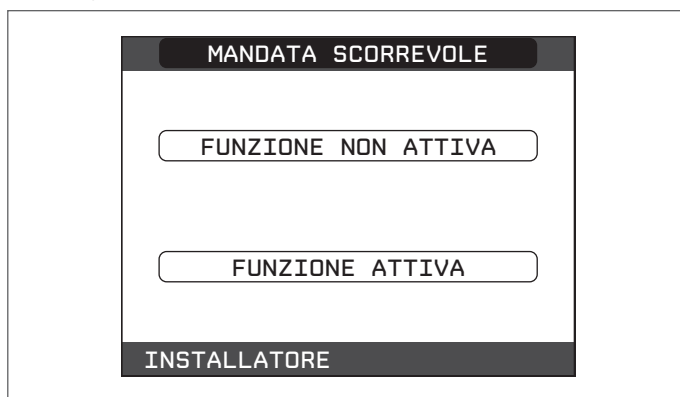 MANDATA SCORREVOLE
FUNZIONE NON ATTIVA
FUNZIONE ATTIVA
INSTALLATORE